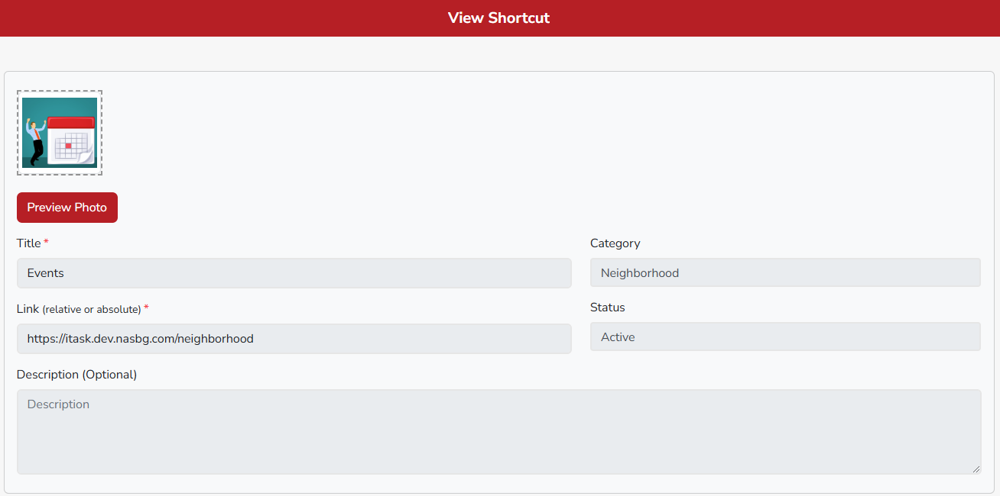 View Shortcut
Preview Photo
Title *
Events
Category
Neighborhood
Link (relative or absolute) *
https://itask.dev.nasbg.com/neighborhood
Status
Active
Description (Optional)
Description